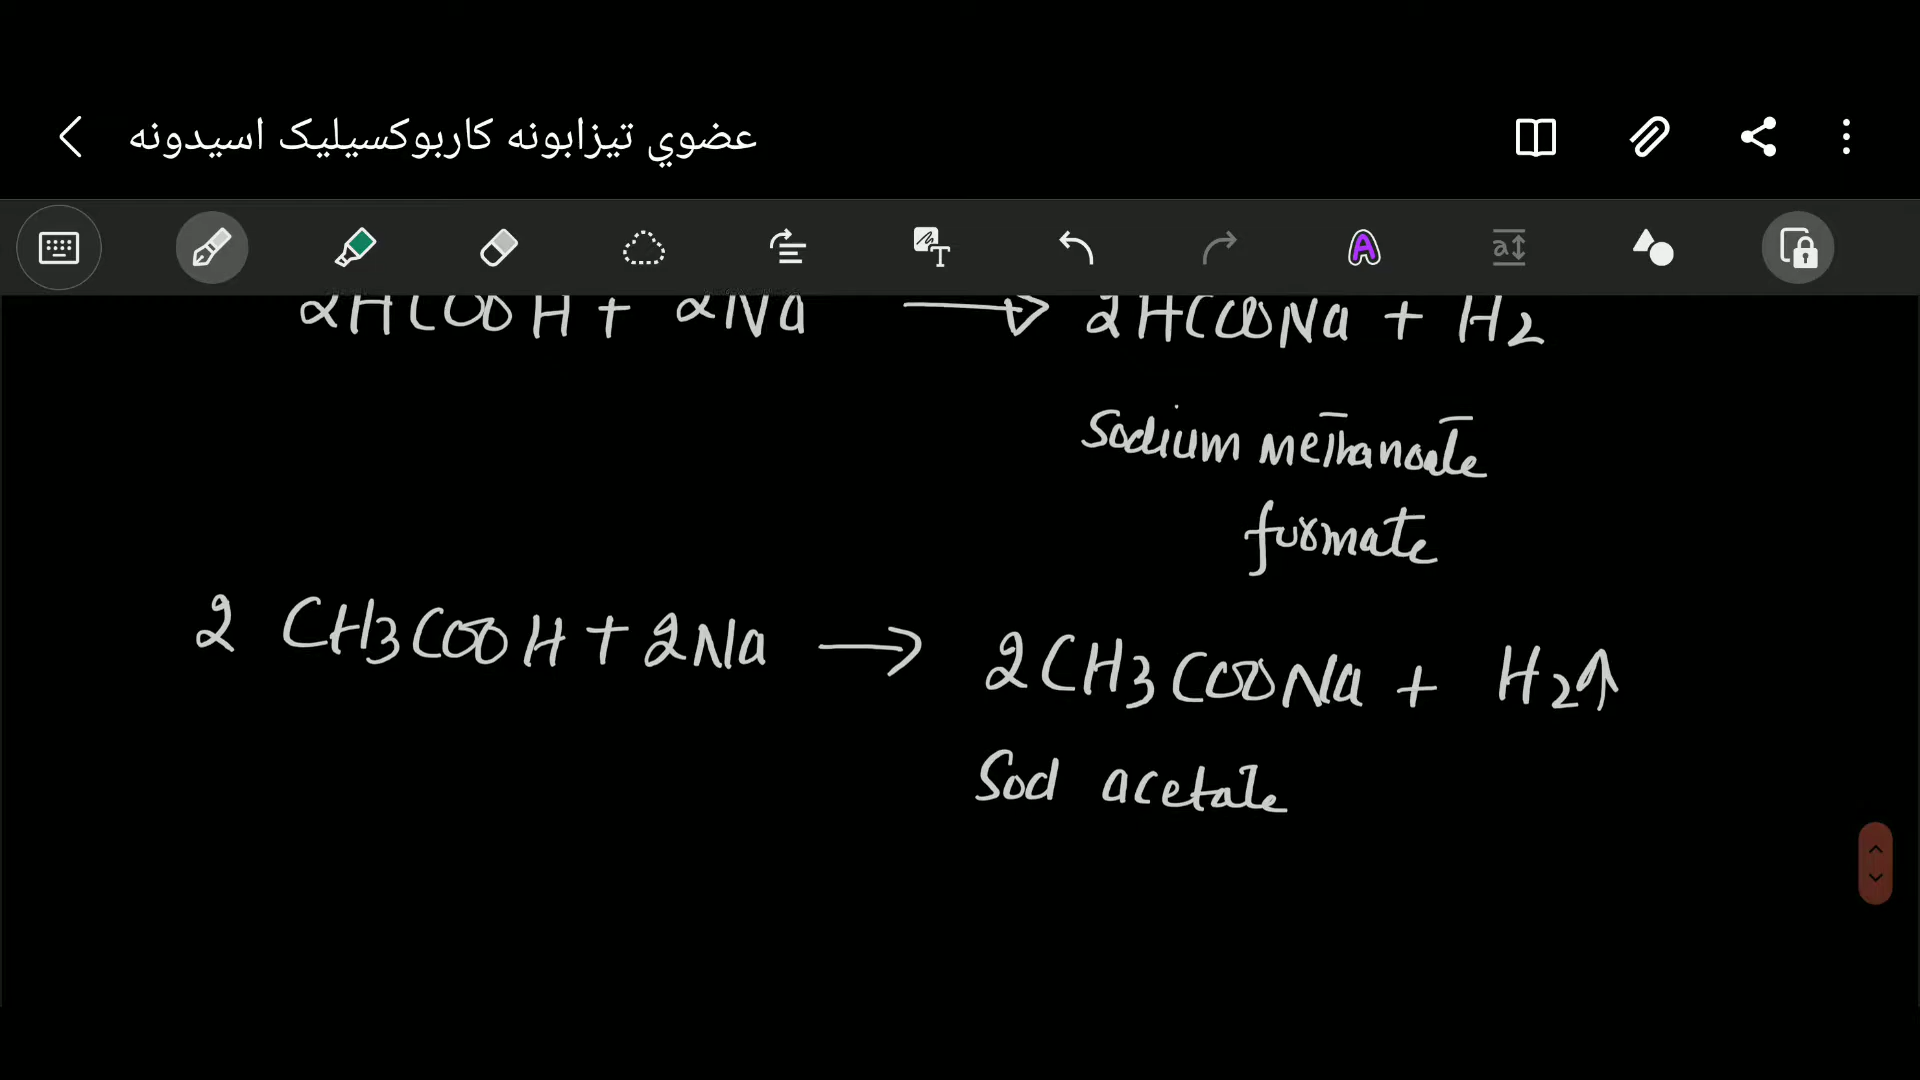 عضوي تیزابونه کاربوکسیلیک اسیدونه
2HCOOH + 2Na → 2HCOONa + H2
Sodium methanoate
formate
2 CH3COOH + 2Na → 2CH3COONa + H2↑
Sod acetate